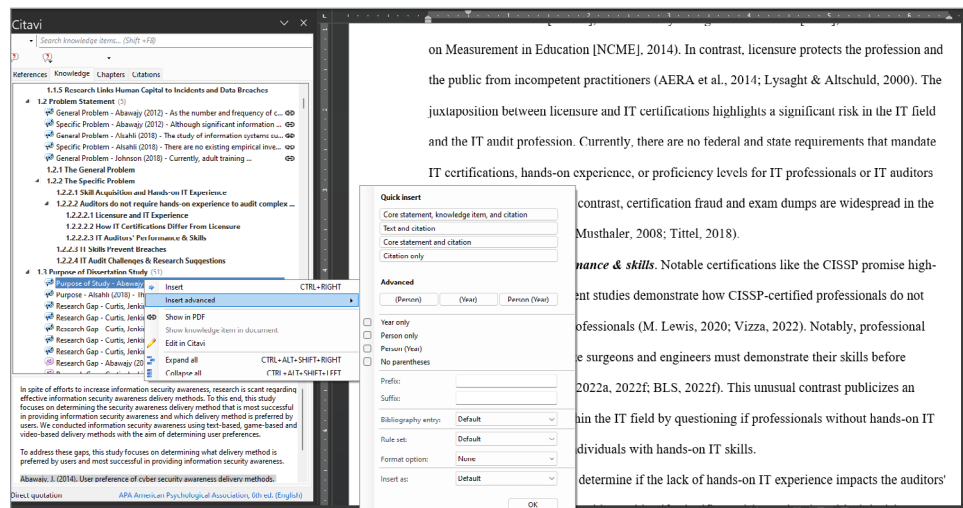 Citavi
Search knowledge items... (Shift +F8)
References Knowledge Chapters Citations
1.1.5 Research Links Human Capital to Incidents and Data Breaches
1.2 Problem Statement (5)
General Problem - Abawajy (2012) - As the number and frequency of c...
Specific Problem - Abawajy (2012) - Although significant information ...
General Problem - Alsahli (2018) - The study of information systems su...
Specific Problem - Alsahli (2018) - There are no existing empirical inve...
General Problem - Johnson (2018) - Currently, adult training ...
1.2.1 The General Problem
1.2.2 The Specific Problem
1.2.2.1 Skill Acquisition and Hands-on IT Experience
1.2.2.2 Auditors do not require hands-on experience to audit complex ...
1.2.2.2.1 Licensure and IT Experience
1.2.2.2.2 How IT Certifications Differ From Licensure
1.2.2.2.3 IT Auditors' Performance & Skills
1.2.2.3 IT Skills Prevent Breaches
1.2.2.4 IT Audit Challenges & Research Suggestions
1.3 Purpose of Dissertation Study (51)
Purpose of Study - Abawajy
Purpose - Alsahli (2018) - Th
Research Gap - Curtis, Jenki
Research Gap - Curtis, Jenki
Research Gap - Curtis, Jenki
Research Gap - Curtis, Jenki
Research Gap - Abawajy (20
In spite of efforts to increase information security awareness, research is scant regarding
effective information security awareness delivery methods. To this end, this study
focuses on determining the security awareness delivery method that is most successful
in providing information security awareness and which delivery method is preferred by
users. We conducted information security awareness using text-based, game-based and
video-based delivery methods with the aim of determining user preferences.
To address these gaps, this study focuses on determining what delivery method is
preferred by users and most successful in providing information security awareness.
Abawajy, J. (2014). User preference of cyber security awareness delivery methods.
Direct quotation APA American Psychological Association, 6th ed. (English)
Insert CTRL+RIGHT
Insert advanced
Show in PDF
Show knowledge item in document
Edit in Citavi
Expand all CTRL+ALT+SHIFT+RIGHT
Collapse all CTRL+ALT+SHIFT+LEFT
Quick insert
Core statement, knowledge item, and citation
Text and citation
Core statement and citation
Citation only
Advanced
(Person) (Year) Person (Year)
Year only
Person only
Person (Year)
No parentheses
Prefix:
Suffix:
Bibliography entry: Default
Rule set: Default
Format option: None
Insert as: Default
OK
on Measurement in Education [NCME], 2014). In contrast, licensure protects the profession and
the public from incompetent practitioners (AERA et al., 2014; Lysaght & Altschuld, 2000). The
juxtaposition between licensure and IT certifications highlights a significant risk in the IT field
and the IT audit profession. Currently, there are no federal and state requirements that mandate
IT certifications, hands-on experience, or proficiency levels for IT professionals or IT auditors
contrast, certification fraud and exam dumps are widespread in the
Musthaler, 2008; Tittel, 2018).
nance & skills. Notable certifications like the CISSP promise high-
ent studies demonstrate how CISSP-certified professionals do not
ofessionals (M. Lewis, 2020; Vizza, 2022). Notably, professional
e surgeons and engineers must demonstrate their skills before
2022a, 2022f; BLS, 2022f). This unusual contrast publicizes an
hin the IT field by questioning if professionals without hands-on IT
dividuals with hands-on IT skills.
determine if the lack of hands-on IT experience impacts the auditors'